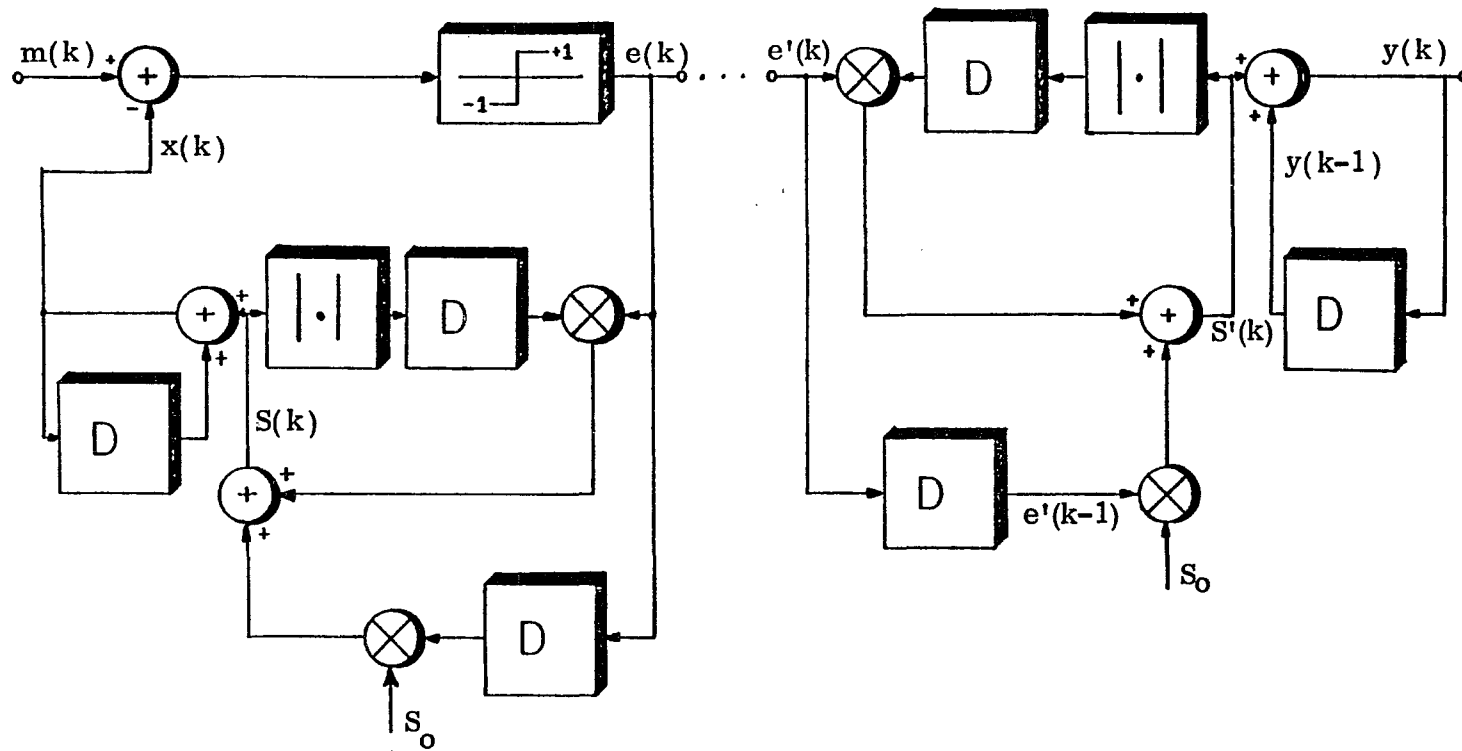 m(k)
+
+
-
x(k)
+1
-1
e(k)
e'(k)
D
| · |
+
+
+
y(k)
y(k-1)
+
+
+
| · |
D
D
S(k)
+
+
+
D
S₀
+
+
+
S'(k)
D
D
e'(k-1)
S₀